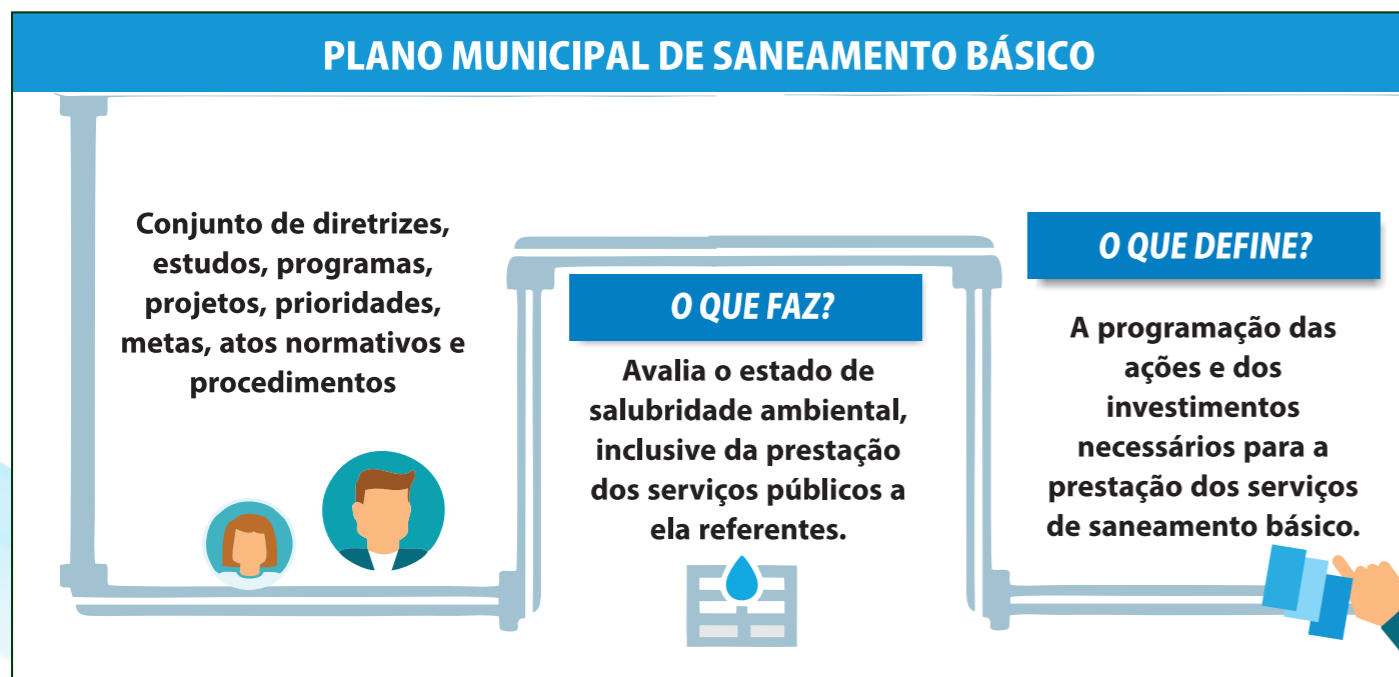 PLANO MUNICIPAL DE SANEAMENTO BÁSICO
Conjunto de diretrizes,
estudos, programas,
projetos, prioridades,
metas, atos normativos e
procedimentos
O QUE FAZ?
Avalia o estado de
salubridade ambiental,
inclusive da prestação
dos serviços públicos a
ela referentes.
O QUE DEFINE?
A programação das
ações e dos
investimentos
necessários para a
prestação dos serviços
de saneamento básico.